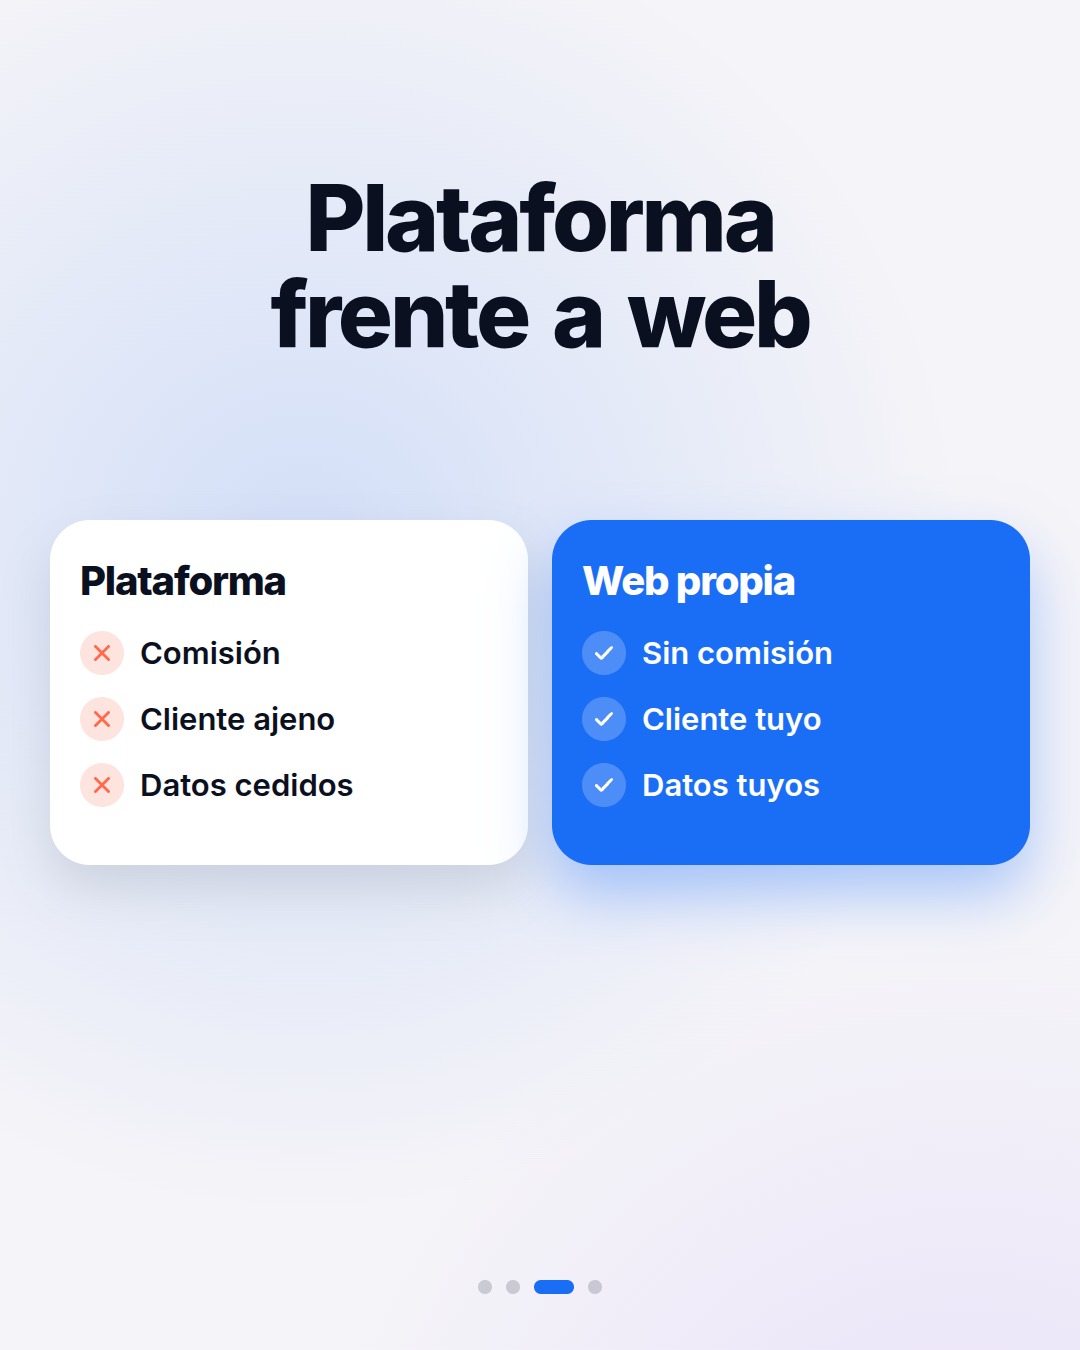 Plataforma
frente a web
Plataforma
Comisión
Cliente ajeno
Datos cedidos
Web propia
Sin comisión
Cliente tuyo
Datos tuyos